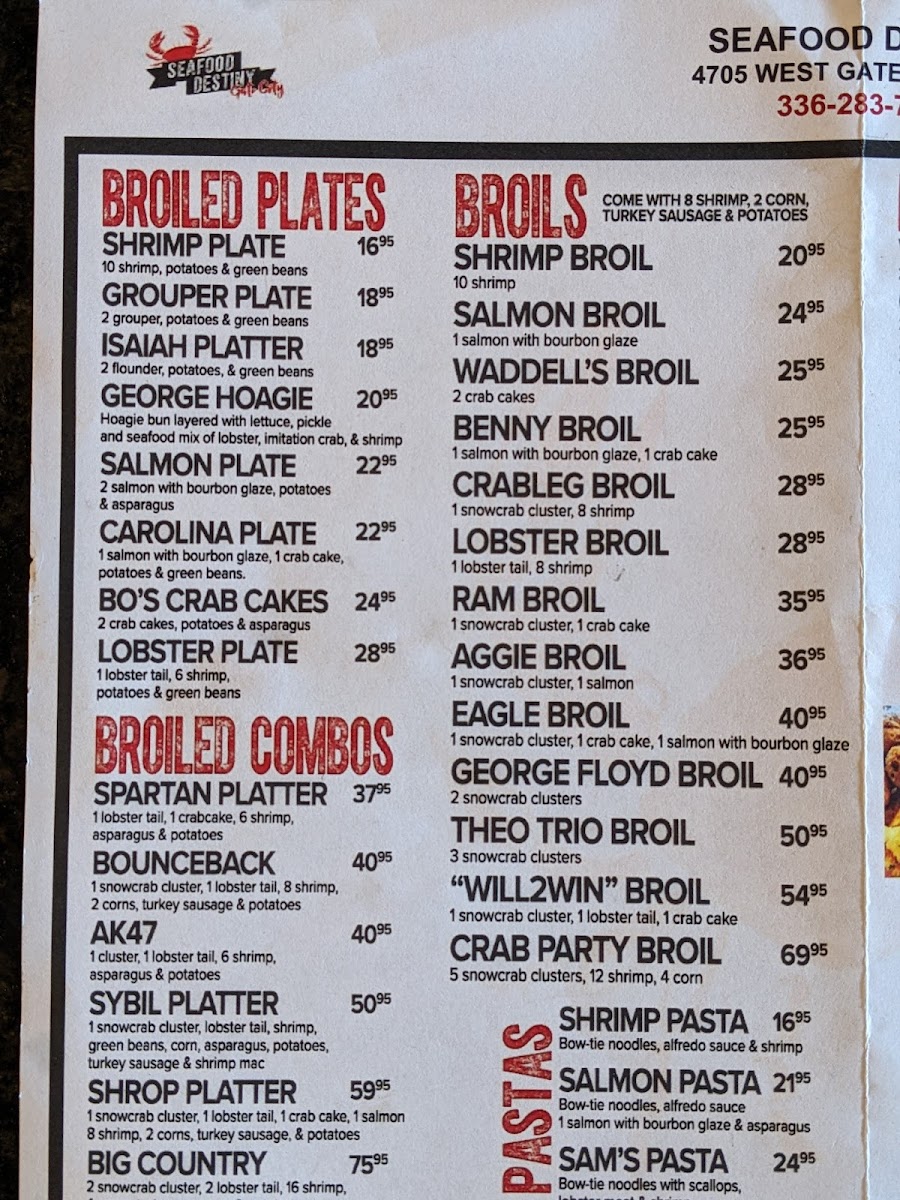 SEAFOOD
DESTINY
Gate City
SEAFOOD
4705 WEST GATE
336-283-7
BROILED PLATES
SHRIMP PLATE 16.95
10 shrimp, potatoes & green beans
GROUPER PLATE 18.95
2 grouper, potatoes & green beans
ISAIAH PLATTER 18.95
2 flounder, potatoes, & green beans
GEORGE HOAGIE 20.95
Hoagie bun layered with lettuce, pickle
and seafood mix of lobster, imitation crab, & shrimp
SALMON PLATE 22.95
2 salmon with bourbon glaze, potatoes
& asparagus
CAROLINA PLATE 22.95
1 salmon with bourbon glaze, 1 crab cake,
potatoes & green beans.
BO'S CRAB CAKES 24.95
2 crab cakes, potatoes & asparagus
LOBSTER PLATE 28.95
1 lobster tail, 6 shrimp,
potatoes & green beans
BROILED COMBOS
SPARTAN PLATTER 37.95
1 lobster tail, 1 crabcake, 6 shrimp,
asparagus & potatoes
BOUNCEBACK 40.95
1 snowcrab cluster, 1 lobster tail, 8 shrimp,
2 corns, turkey sausage & potatoes
AK47 40.95
1 cluster, 1 lobster tail, 6 shrimp,
asparagus & potatoes
SYBIL PLATTER 50.95
1 snowcrab cluster, lobster tail, shrimp,
green beans, corn, asparagus, potatoes,
turkey sausage & shrimp mac
SHROP PLATTER 59.95
1 snowcrab cluster, 1 lobster tail, 1 crab cake, 1 salmon
8 shrimp, 2 corns, turkey sausage, & potatoes
BIG COUNTRY 75.95
2 snowcrab cluster, 2 lobster tail, 16 shrimp,
BROILS COME WITH 8 SHRIMP, 2 CORN,
TURKEY SAUSAGE & POTATOES
SHRIMP BROIL 20.95
10 shrimp
SALMON BROIL 24.95
1 salmon with bourbon glaze
WADDELL'S BROIL 25.95
2 crab cakes
BENNY BROIL 25.95
1 salmon with bourbon glaze, 1 crab cake
CRABLEG BROIL 28.95
1 snowcrab cluster, 8 shrimp
LOBSTER BROIL 28.95
1 lobster tail, 8 shrimp
RAM BROIL 35.95
1 snowcrab cluster, 1 crab cake
AGGIE BROIL 36.95
1 snowcrab cluster, 1 salmon
EAGLE BROIL 40.95
1 snowcrab cluster, 1 crab cake, 1 salmon with bourbon glaze
GEORGE FLOYD BROIL 40.95
2 snowcrab clusters
THEO TRIO BROIL 50.95
3 snowcrab clusters
“WILL2WIN” BROIL 54.95
1 snowcrab cluster, 1 lobster tail, 1 crab cake
CRAB PARTY BROIL 69.95
5 snowcrab clusters, 12 shrimp, 4 corn
PASTAS
SHRIMP PASTA 16.95
Bow-tie noodles, alfredo sauce & shrimp
SALMON PASTA 21.95
Bow-tie noodles, alfredo sauce
1 salmon with bourbon glaze & asparagus
SAM'S PASTA 24.95
Bow-tie noodles with scallops,